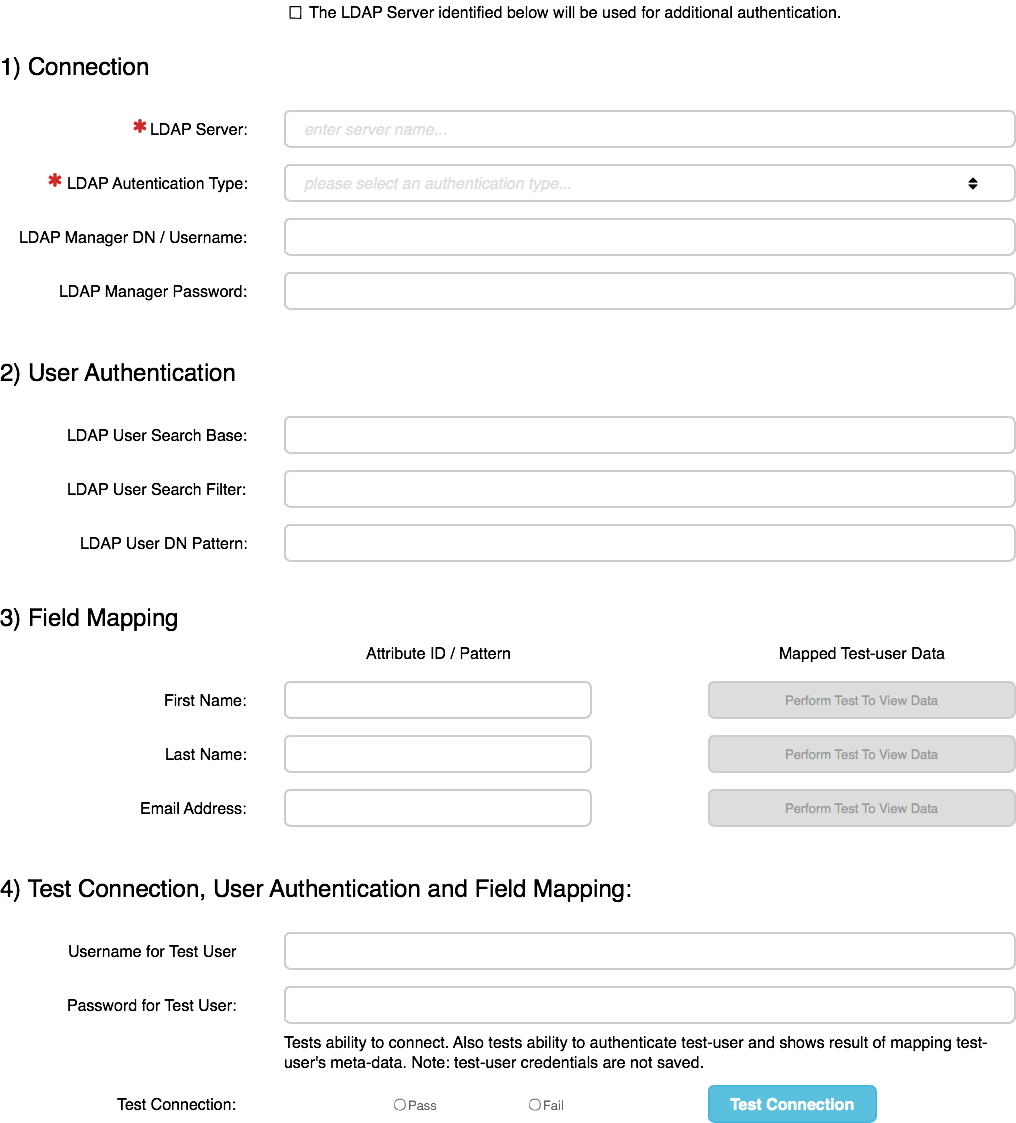 The LDAP Server identified below will be used for additional authentication.
1) Connection
* LDAP Server:
enter server name...
* LDAP Autentication Type:
please select an authentication type...
LDAP Manager DN / Username:
LDAP Manager Password:
2) User Authentication
LDAP User Search Base:
LDAP User Search Filter:
LDAP User DN Pattern:
3) Field Mapping
Attribute ID / Pattern Mapped Test-user Data
First Name: Perform Test To View Data
Last Name: Perform Test To View Data
Email Address: Perform Test To View Data
4) Test Connection, User Authentication and Field Mapping:
Username for Test User
Password for Test User:
Tests ability to connect. Also tests ability to authenticate test-user and shows result of mapping test-
user's meta-data. Note: test-user credentials are not saved.
Test Connection: Pass Fail Test Connection